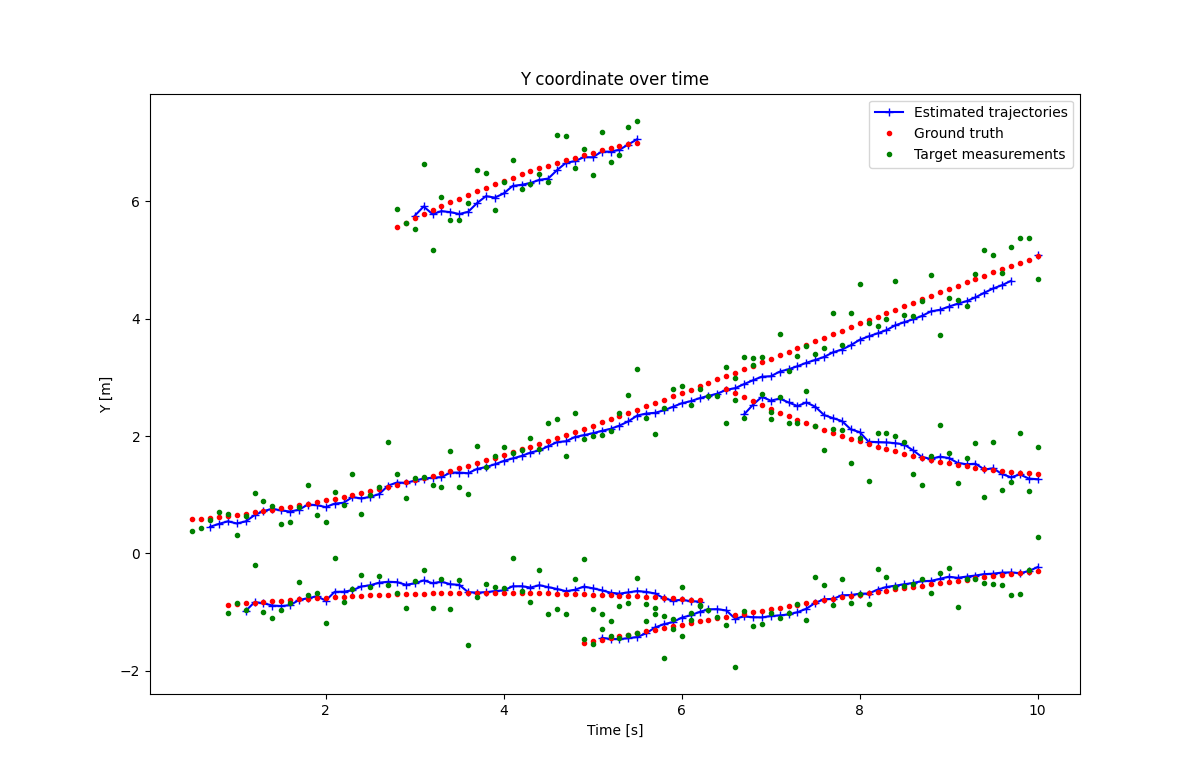 Y coordinate over time
Estimated trajectories
Ground truth
Target measurements
6
4
2
0
−2
Y [m]
2 4 6 8 10
Time [s]